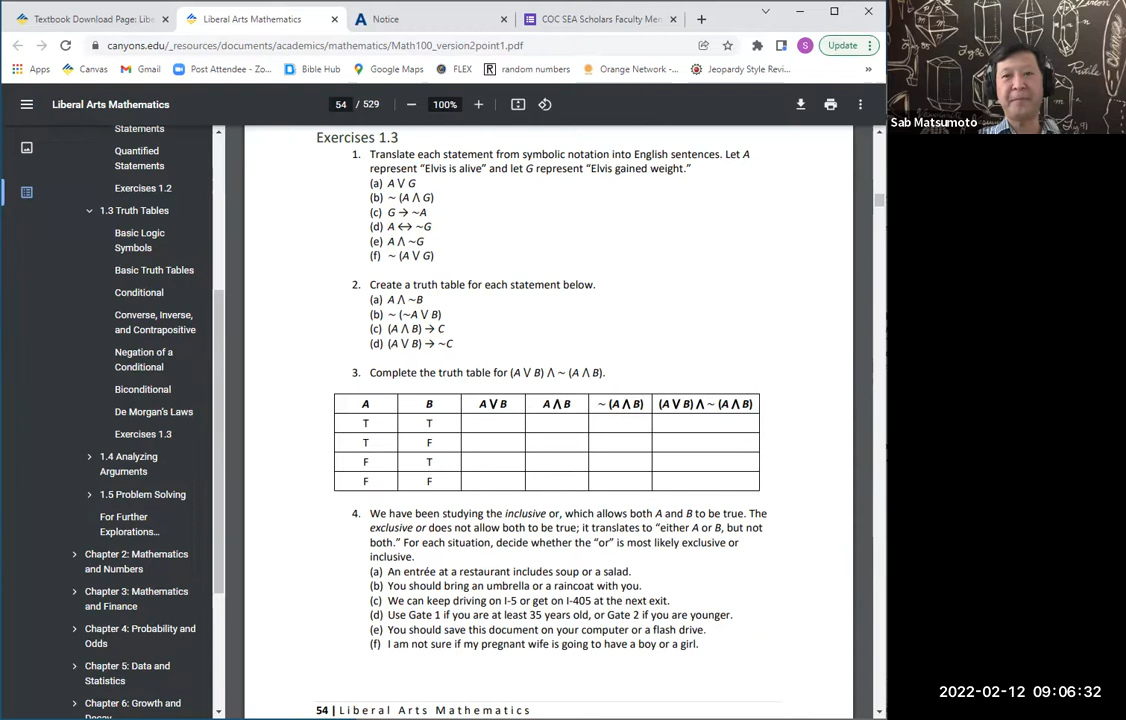 Textbook Download Page: Libe
Liberal Arts Mathematics
Notice
COC SEA Scholars Faculty Men
canyons.edu/_resources/documents/academics/mathematics/Math100_version2point1.pdf
S
Update
Apps
Canvas
Gmail
Post Attendee - Zo...
Bible Hub
Google Maps
FLEX
R random numbers
Orange Network -...
Jeopardy Style Revi...
»
Liberal Arts Mathematics
54 / 529
100%
Sab Matsumoto
Statements
Quantified
Statements
Exercises 1.2
1.3 Truth Tables
Basic Logic
Symbols
Basic Truth Tables
Conditional
Converse, Inverse,
and Contrapositive
Negation of a
Conditional
Biconditional
De Morgan's Laws
Exercises 1.3
1.4 Analyzing
Arguments
1.5 Problem Solving
For Further
Explorations...
Chapter 2: Mathematics
and Numbers
Chapter 3: Mathematics
and Finance
Chapter 4: Probability and
Odds
Chapter 5: Data and
Statistics
Chapter 6: Growth and
Decay
Exercises 1.3
1. Translate each statement from symbolic notation into English sentences. Let A
represent “Elvis is alive” and let G represent “Elvis gained weight.”
(a) A ⋁ G
(b) ~ (A ⋀ G)
(c) G → ~A
(d) A ↔ ~G
(e) A ⋀ ~G
(f) ~ (A ⋁ G)
2. Create a truth table for each statement below.
(a) A ⋀ ~B
(b) ~ (~A ⋁ B)
(c) (A ⋀ B) → C
(d) (A ⋁ B) → ~C
3. Complete the truth table for (A ⋁ B) ⋀ ~ (A ⋀ B).
A B A ⋁ B A ⋀ B ~ (A ⋀ B) (A ⋁ B) ⋀ ~ (A ⋀ B)
T T
T F
F T
F F
4. We have been studying the inclusive or, which allows both A and B to be true. The
exclusive or does not allow both to be true; it translates to “either A or B, but not
both.” For each situation, decide whether the “or” is most likely exclusive or
inclusive.
(a) An entrée at a restaurant includes soup or a salad.
(b) You should bring an umbrella or a raincoat with you.
(c) We can keep driving on I-5 or get on I-405 at the next exit.
(d) Use Gate 1 if you are at least 35 years old, or Gate 2 if you are younger.
(e) You should save this document on your computer or a flash drive.
(f) I am not sure if my pregnant wife is going to have a boy or a girl.
54 | Liberal Arts Mathematics
2022-02-12 09:06:32